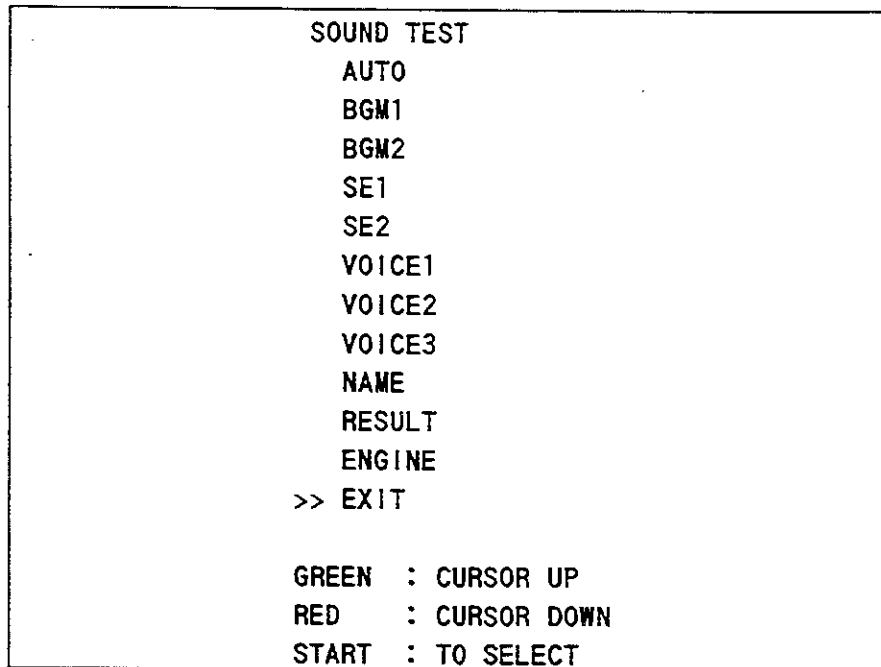 SOUND TEST
AUTO
BGM1
BGM2
SE1
SE2
VOICE1
VOICE2
VOICE3
NAME
RESULT
ENGINE
>> EXIT
GREEN : CURSOR UP
RED : CURSOR DOWN
START : TO SELECT